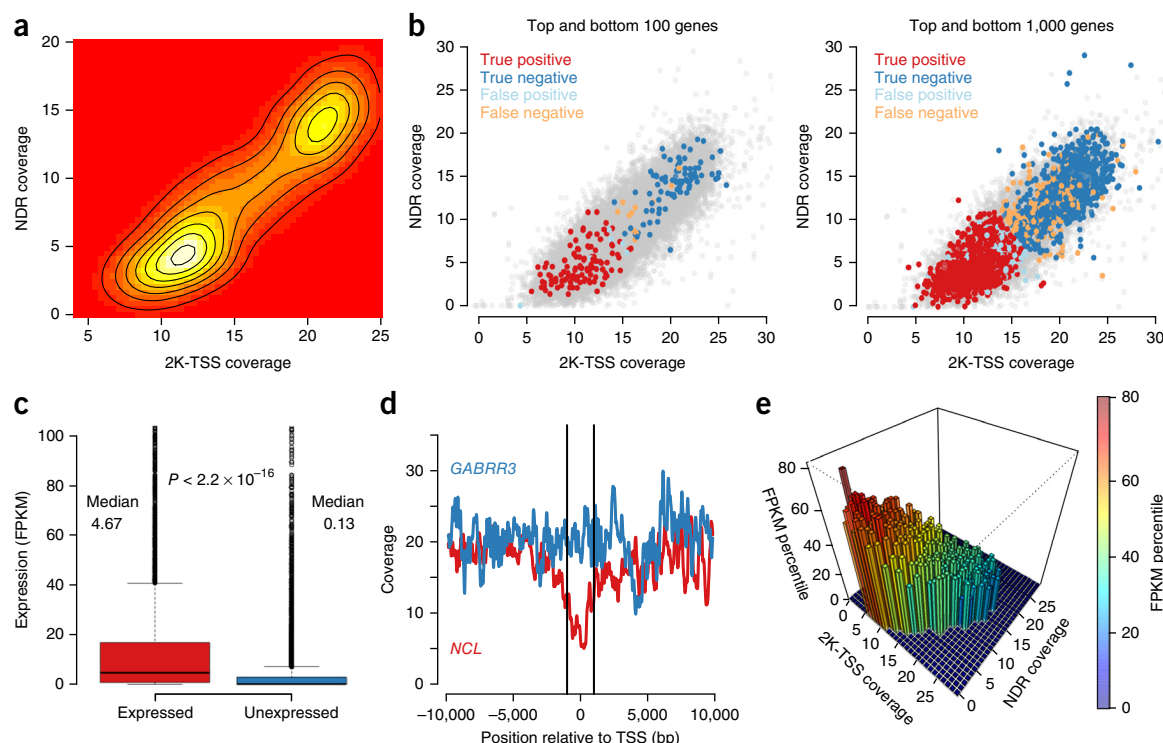 a
20
15
10
5
0
NDR coverage
5 10 15 20 25
2K-TSS coverage
b
Top and bottom 100 genes
30
25
20
15
10
5
0
NDR coverage
True positive
True negative
False positive
False negative
0 5 10 15 20 25 30
2K-TSS coverage
Top and bottom 1,000 genes
30
25
20
15
10
5
0
NDR coverage
True positive
True negative
False positive
False negative
0 5 10 15 20 25 30
2K-TSS coverage
c
100
80
60
40
20
0
Expression (FPKM)
P < 2.2 × 10−16
Median
4.67
Median
0.13
Expressed Unexpressed
d
30
20
10
0
Coverage
GABRR3
NCL
−10,000 −5,000 0 5,000 10,000
Position relative to TSS (bp)
e
80
60
40
20
0
FPKM percentile
0 5 10 15 20 25
2K-TSS coverage
0 5 10 15 20 25
NDR coverage
80
60
40
20
0
FPKM percentile